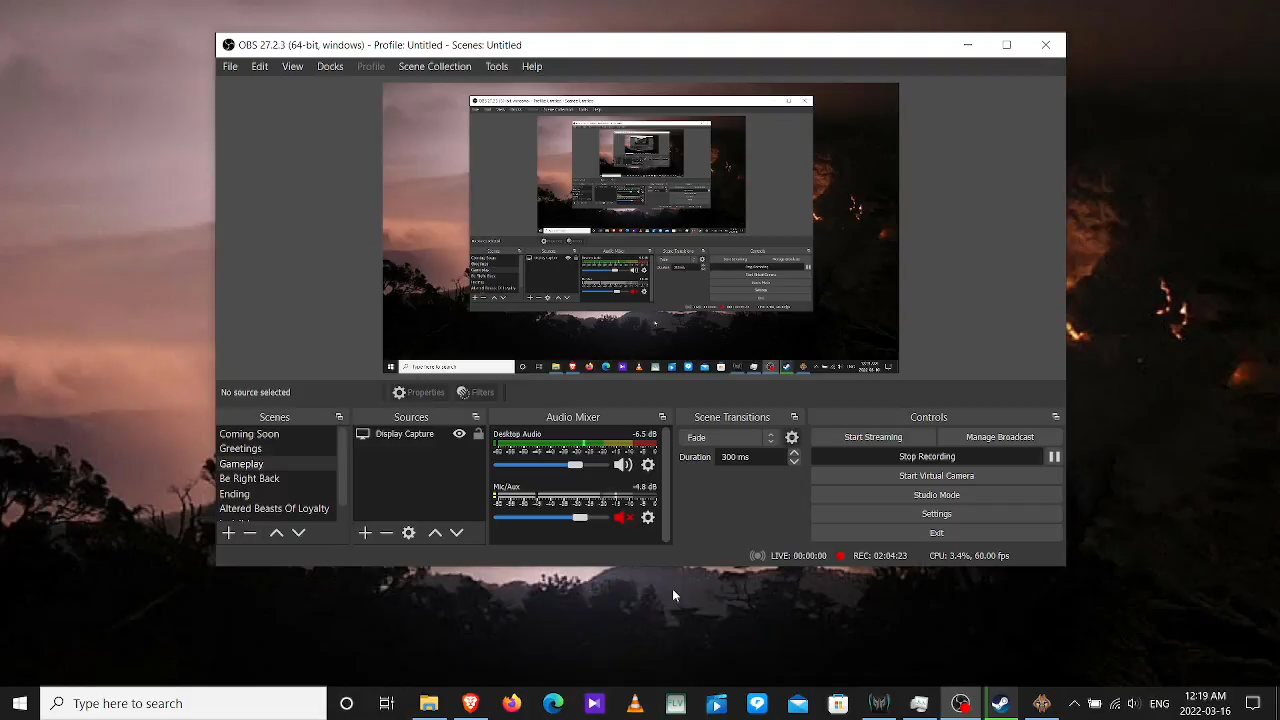 OBS 27.2.3 (64-bit, windows) - Profile: Untitled - Scenes: Untitled
File Edit View Docks Profile Scene Collection Tools Help
Type here to search
No source selected Properties Filters
Scenes Sources Audio Mixer Scene Transitions Controls
Coming Soon
Greetings
Gameplay
Be Right Back
Ending
Altered Beasts Of Loyalty
Display Capture
Desktop Audio -6.5 dB
Mic/Aux -4.8 dB
Fade
Duration 300 ms
Start Streaming Manage Broadcast
Stop Recording
Start Virtual Camera
Studio Mode
Settings
Exit
LIVE: 00:00:00 REC: 02:04:23 CPU: 3.4%, 60.00 fps
Type here to search
FLV
ENG
12:19 AM
2022-03-16